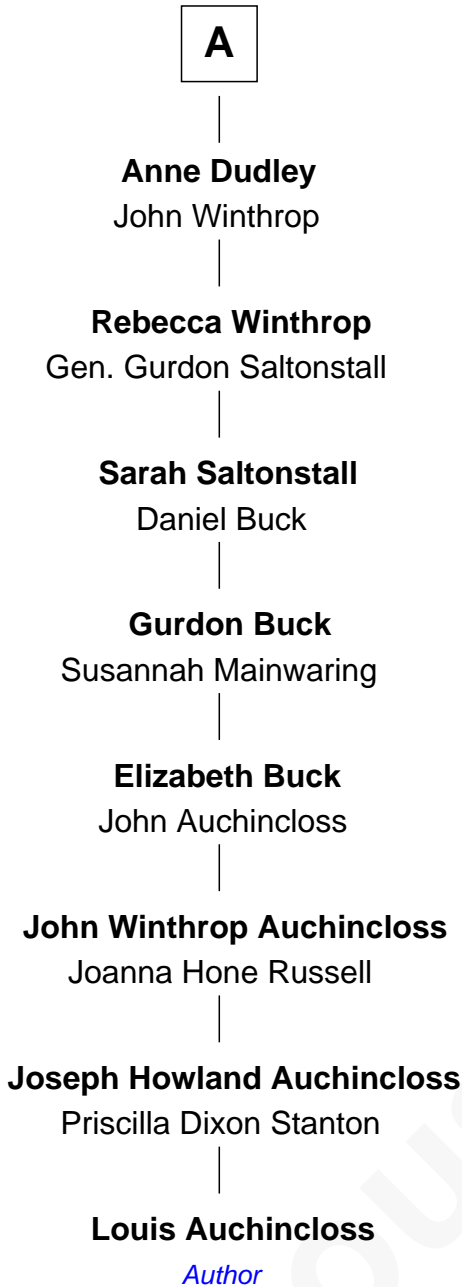 A
Anne Dudley
John Winthrop
Rebecca Winthrop
Gen. Gurdon Saltonstall
Sarah Saltonstall
Daniel Buck
Gurdon Buck
Susannah Mainwaring
Elizabeth Buck
John Auchincloss
John Winthrop Auchincloss
Joanna Hone Russell
Joseph Howland Auchincloss
Priscilla Dixon Stanton
Louis Auchincloss
Author